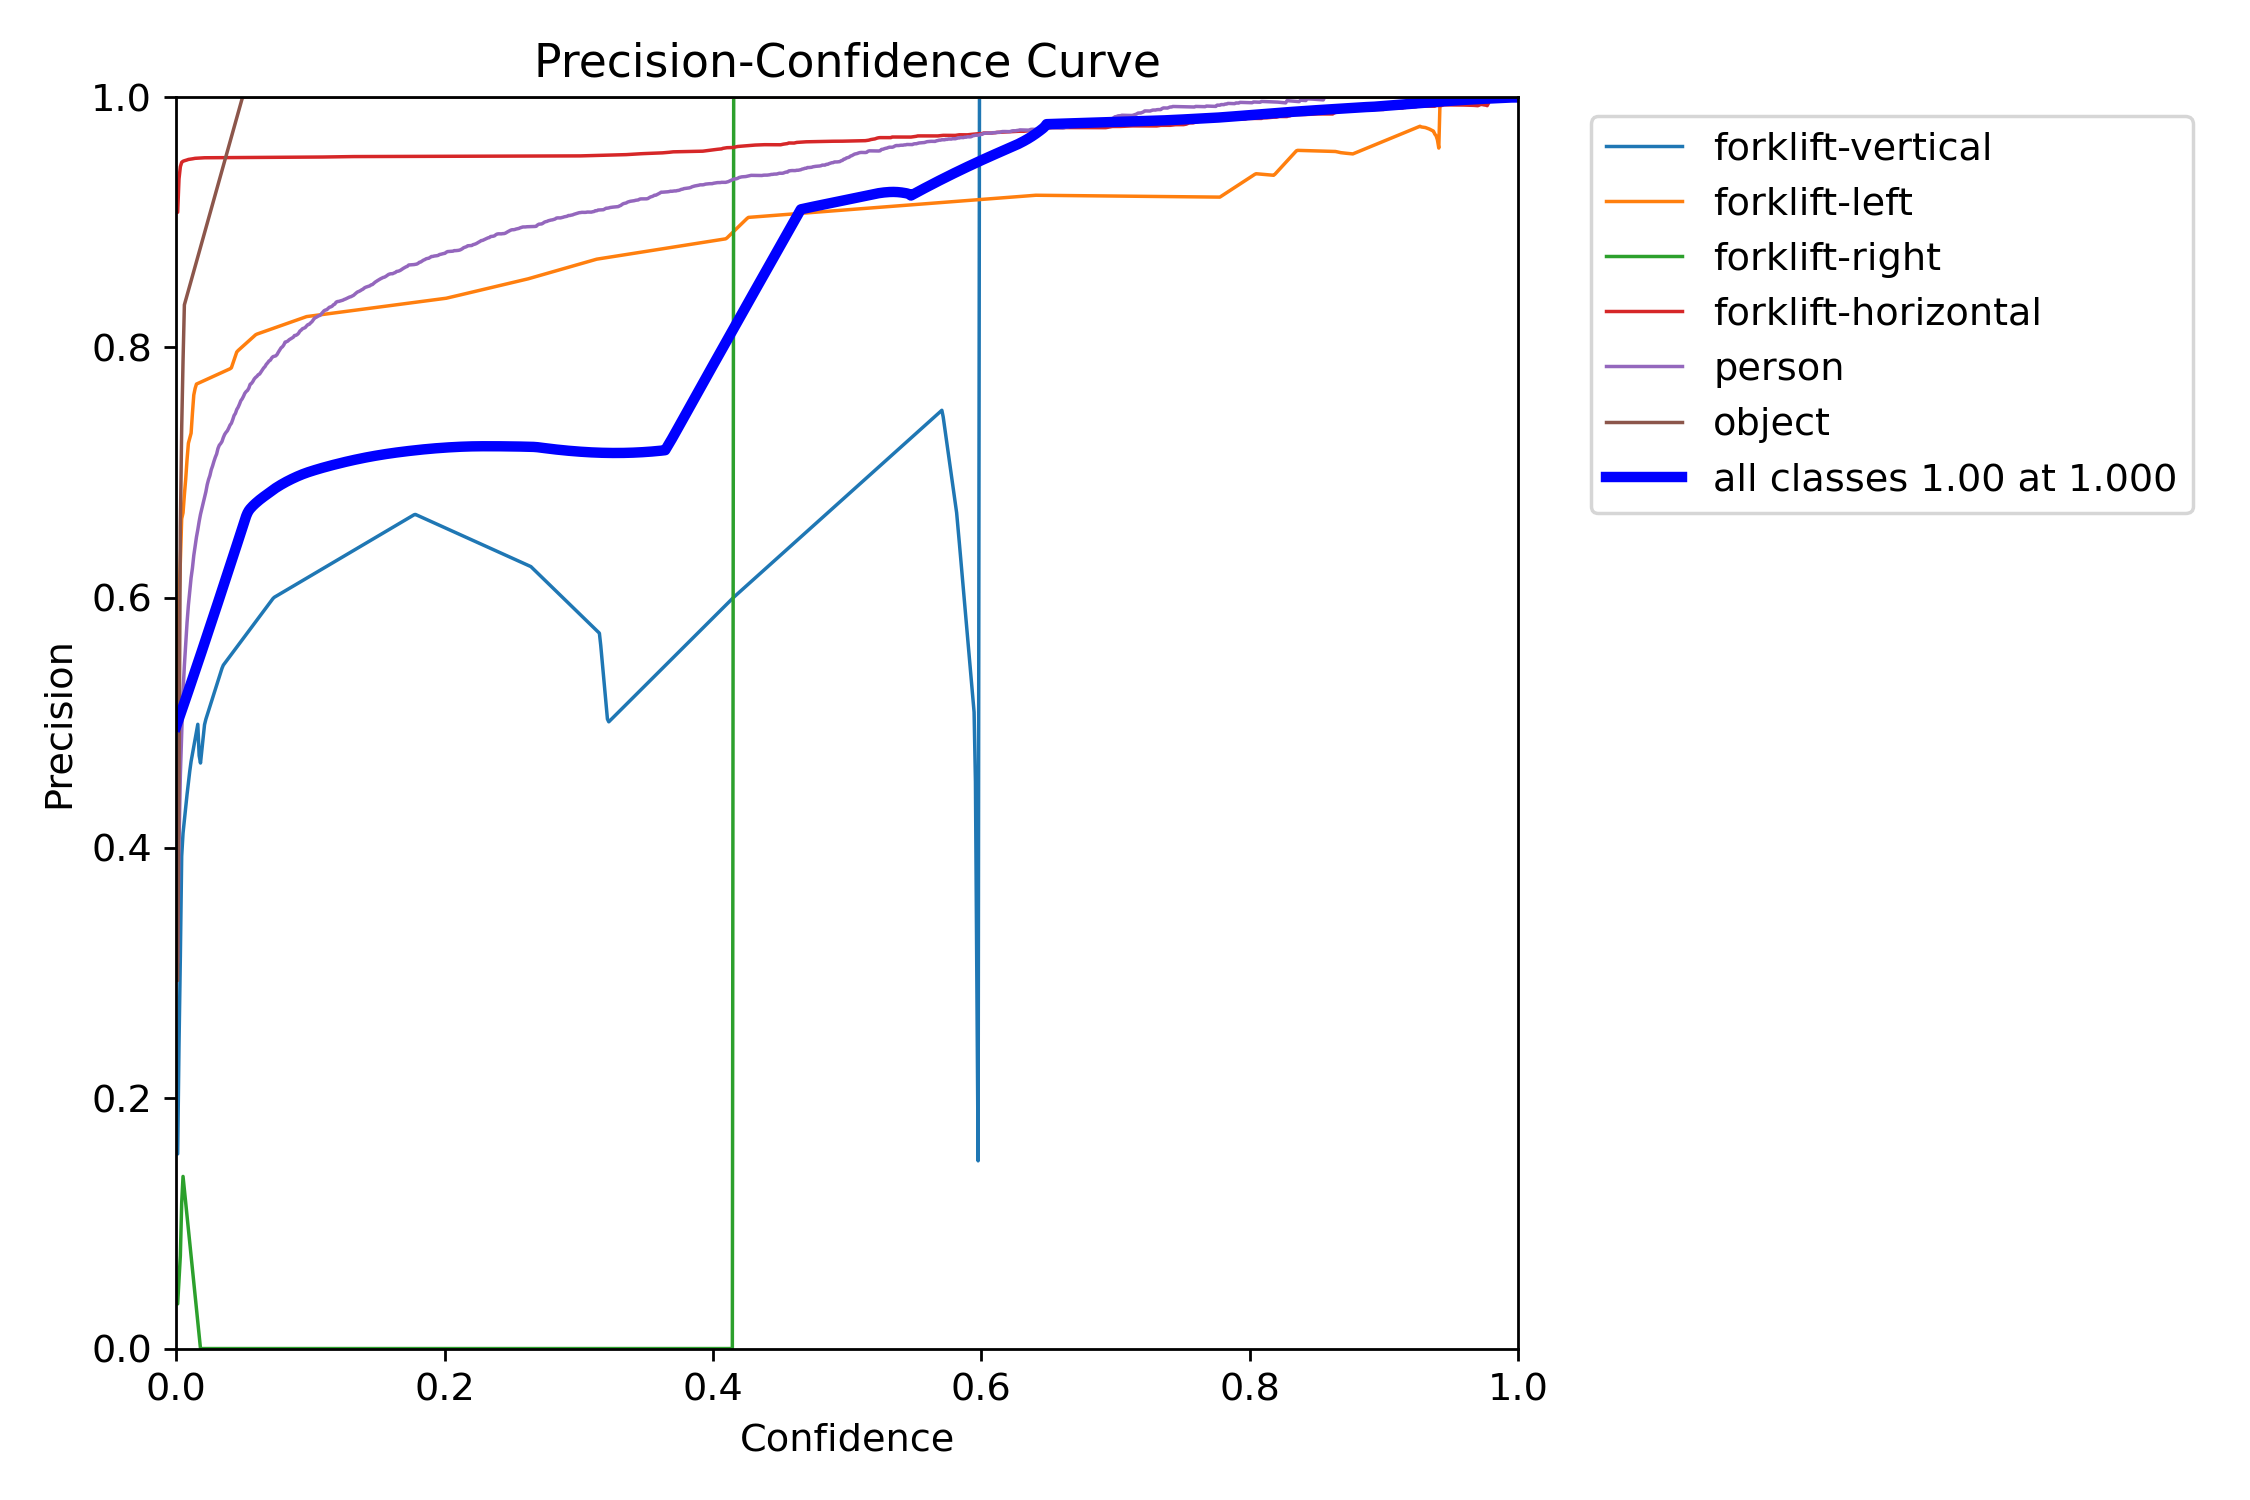 Precision-Confidence Curve
1.0
0.8
0.6
0.4
0.2
0.0
Precision
0.0 0.2 0.4 0.6 0.8 1.0
Confidence
forklift-vertical
forklift-left
forklift-right
forklift-horizontal
person
object
all classes 1.00 at 1.000